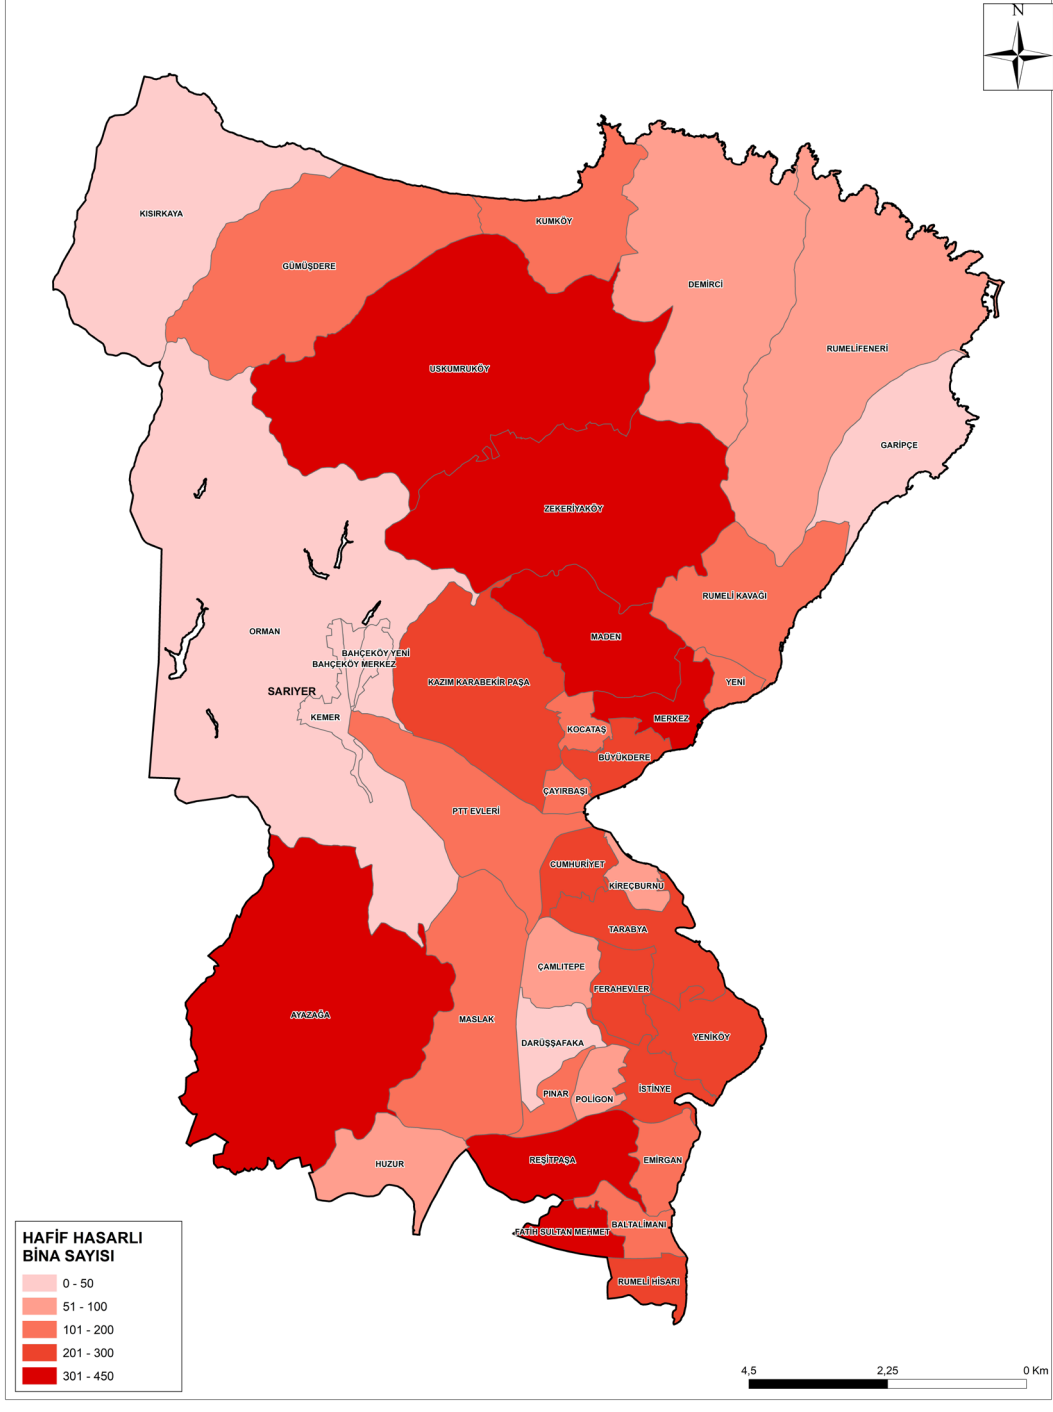 N
KISIRKAYA
KUMKÖY
GÜMÜŞDERE
DEMİRCİ
RUMELİFENERİ
USKUMRUKÖY
GARİPÇE
ZEKERİYAKÖY
RUMELİ KAVAĞI
ORMAN
MADEN
BAHÇEKÖY YENİ
BAHÇEKÖY MERKEZ
KAZIM KARABEKİR PAŞA
YENİ
SARIYER
KEMER
MERKEZ
KOCATAŞ
BÜYÜKDERE
ÇAYIRBAŞI
PTT EVLERİ
CUMHURİYET
KİREÇBURNU
TARABYA
ÇAMLITEPE
FERAHEVLER
AYAZAĞA
MASLAK
YENİKÖY
DARÜŞŞAFAKA
İSTİNYE
PINAR
POLİGON
HUZUR
REŞİTPAŞA
EMİRGAN
BALTALİMANI
FATİH SULTAN MEHMET
RUMELİ HİSARI
HAFİF HASARLI
BİNA SAYISI
0 - 50
51 - 100
101 - 200
201 - 300
301 - 450
4,5 2,25 0 Km